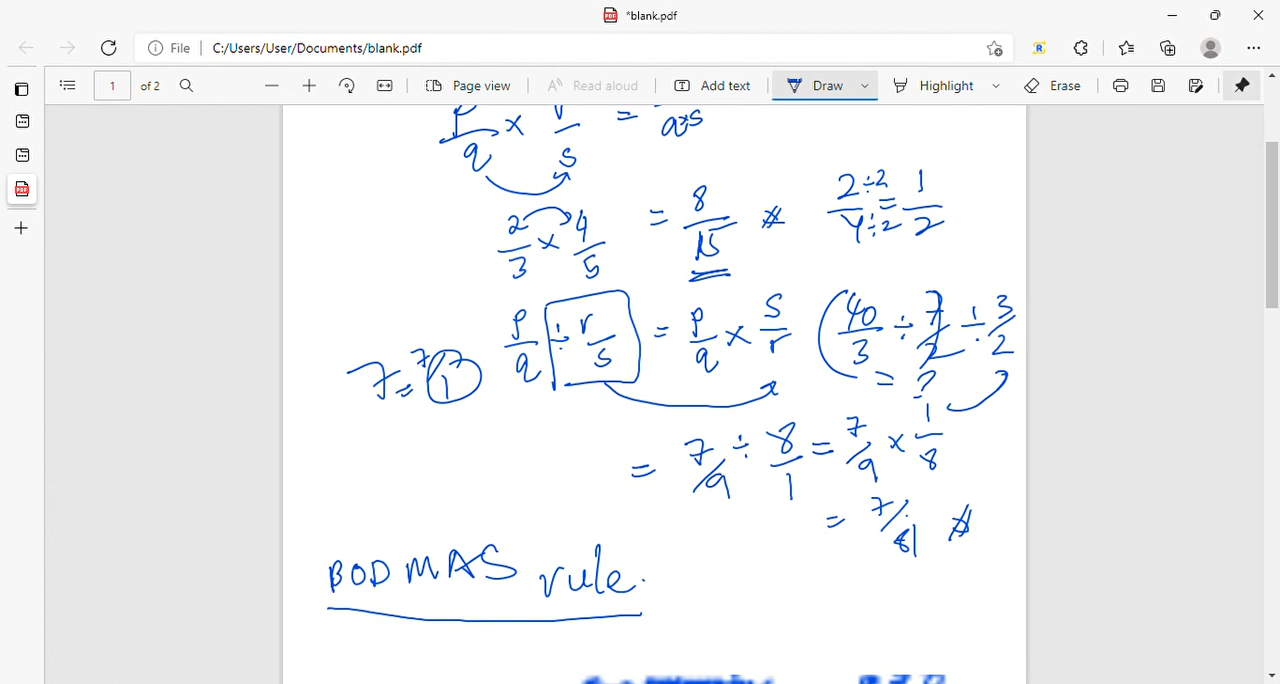 *blank.pdf
File | C:/Users/User/Documents/blank.pdf
1 of 2 Page view Read aloud Add text Draw Highlight Erase
p/q × r/s = /q×s
2/3 × 4/5 = 8/15 2÷2/4÷2 = 1/2
p/q ÷ r/s = p/q × s/r (40/3 ÷ 7/2 ÷ 3/2
7 = 7/1 = ?
= 7/9 ÷ 8/1 = 7/9 × 1/8
= 7/81
BODMAS rule.